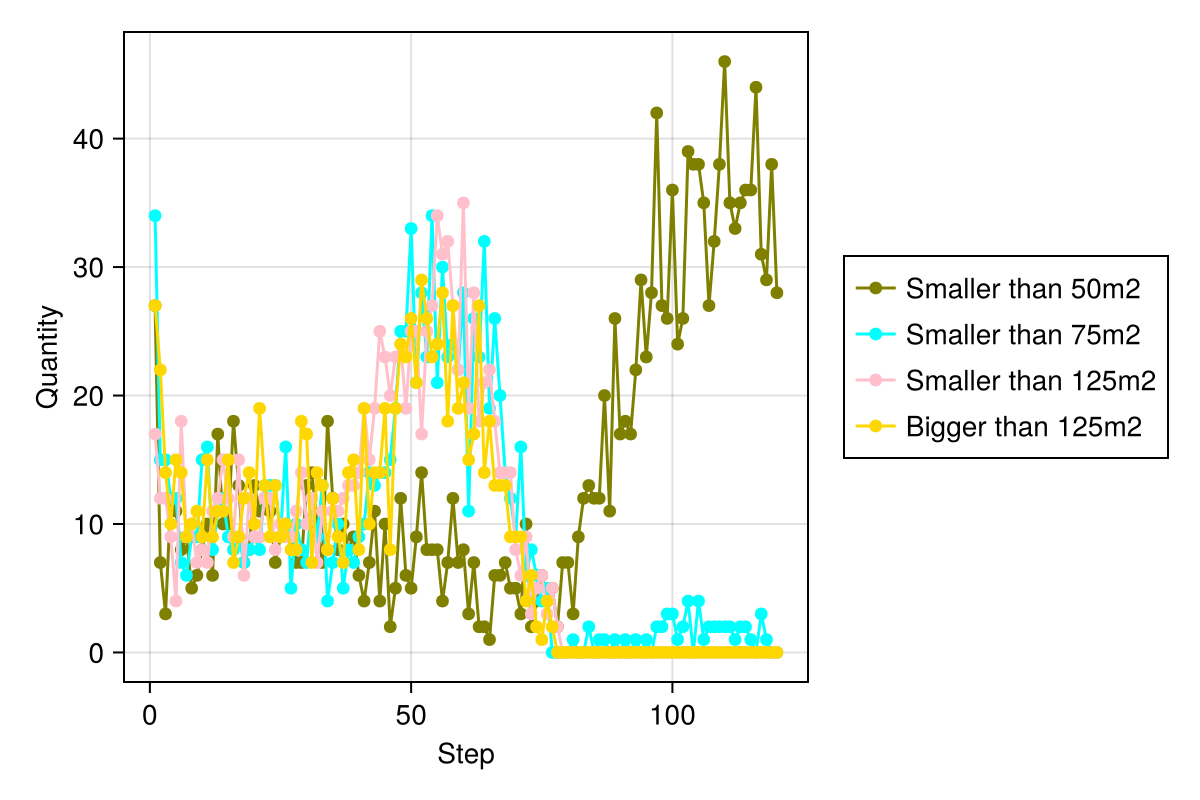 Quantity
40
30
20
10
0
0 50 100
Step
Smaller than 50m2
Smaller than 75m2
Smaller than 125m2
Bigger than 125m2